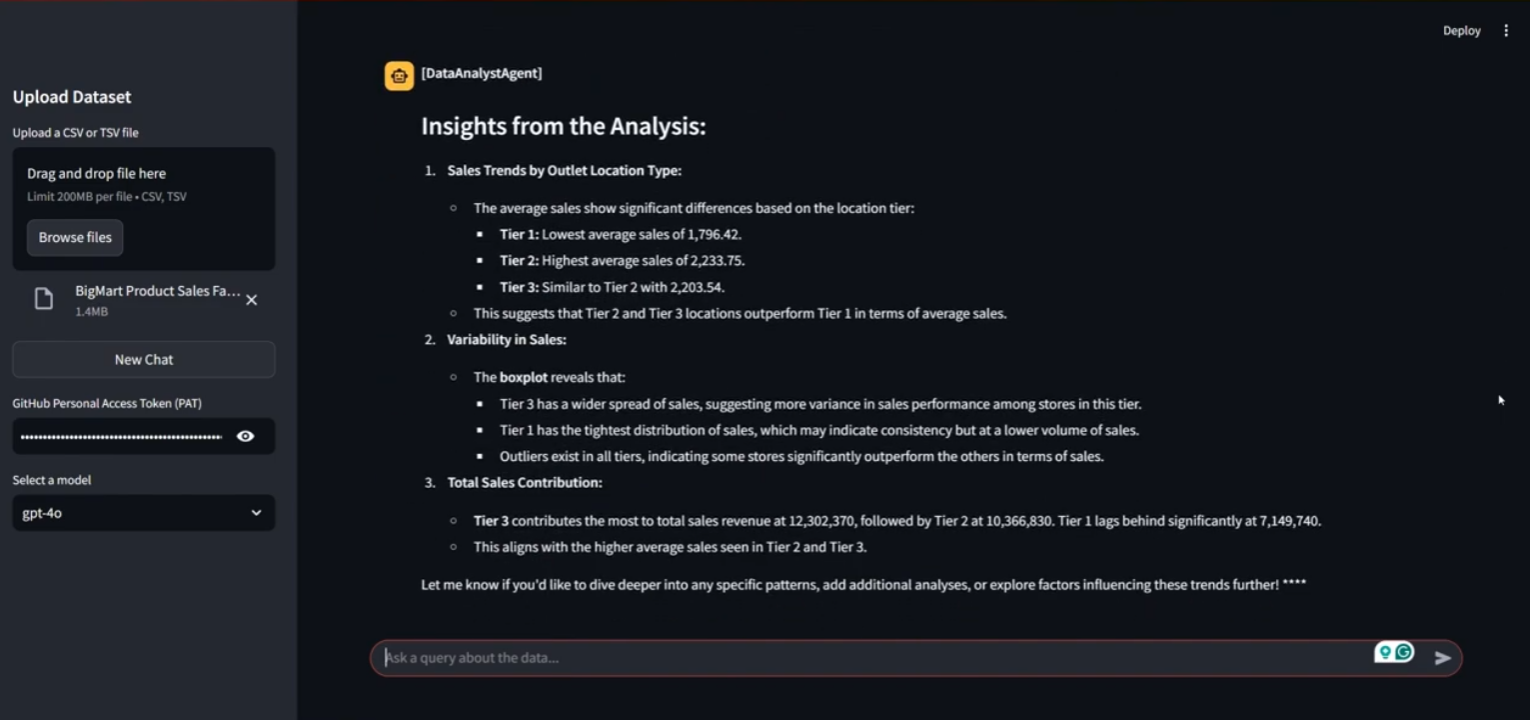 Deploy
Upload Dataset
Upload a CSV or TSV file
Drag and drop file here
Limit 200MB per file • CSV, TSV
Browse files
BigMart Product Sales Fa...
1.4MB
New Chat
GitHub Personal Access Token (PAT)
Select a model
gpt-4o
[DataAnalystAgent]
Insights from the Analysis:
1. Sales Trends by Outlet Location Type:
The average sales show significant differences based on the location tier:
Tier 1: Lowest average sales of 1,796.42.
Tier 2: Highest average sales of 2,233.75.
Tier 3: Similar to Tier 2 with 2,203.54.
This suggests that Tier 2 and Tier 3 locations outperform Tier 1 in terms of average sales.
2. Variability in Sales:
The boxplot reveals that:
Tier 3 has a wider spread of sales, suggesting more variance in sales performance among stores in this tier.
Tier 1 has the tightest distribution of sales, which may indicate consistency but at a lower volume of sales.
Outliers exist in all tiers, indicating some stores significantly outperform the others in terms of sales.
3. Total Sales Contribution:
Tier 3 contributes the most to total sales revenue at 12,302,370, followed by Tier 2 at 10,366,830. Tier 1 lags behind significantly at 7,149,740.
This aligns with the higher average sales seen in Tier 2 and Tier 3.
Let me know if you'd like to dive deeper into any specific patterns, add additional analyses, or explore factors influencing these trends further! ****
Ask a query about the data...